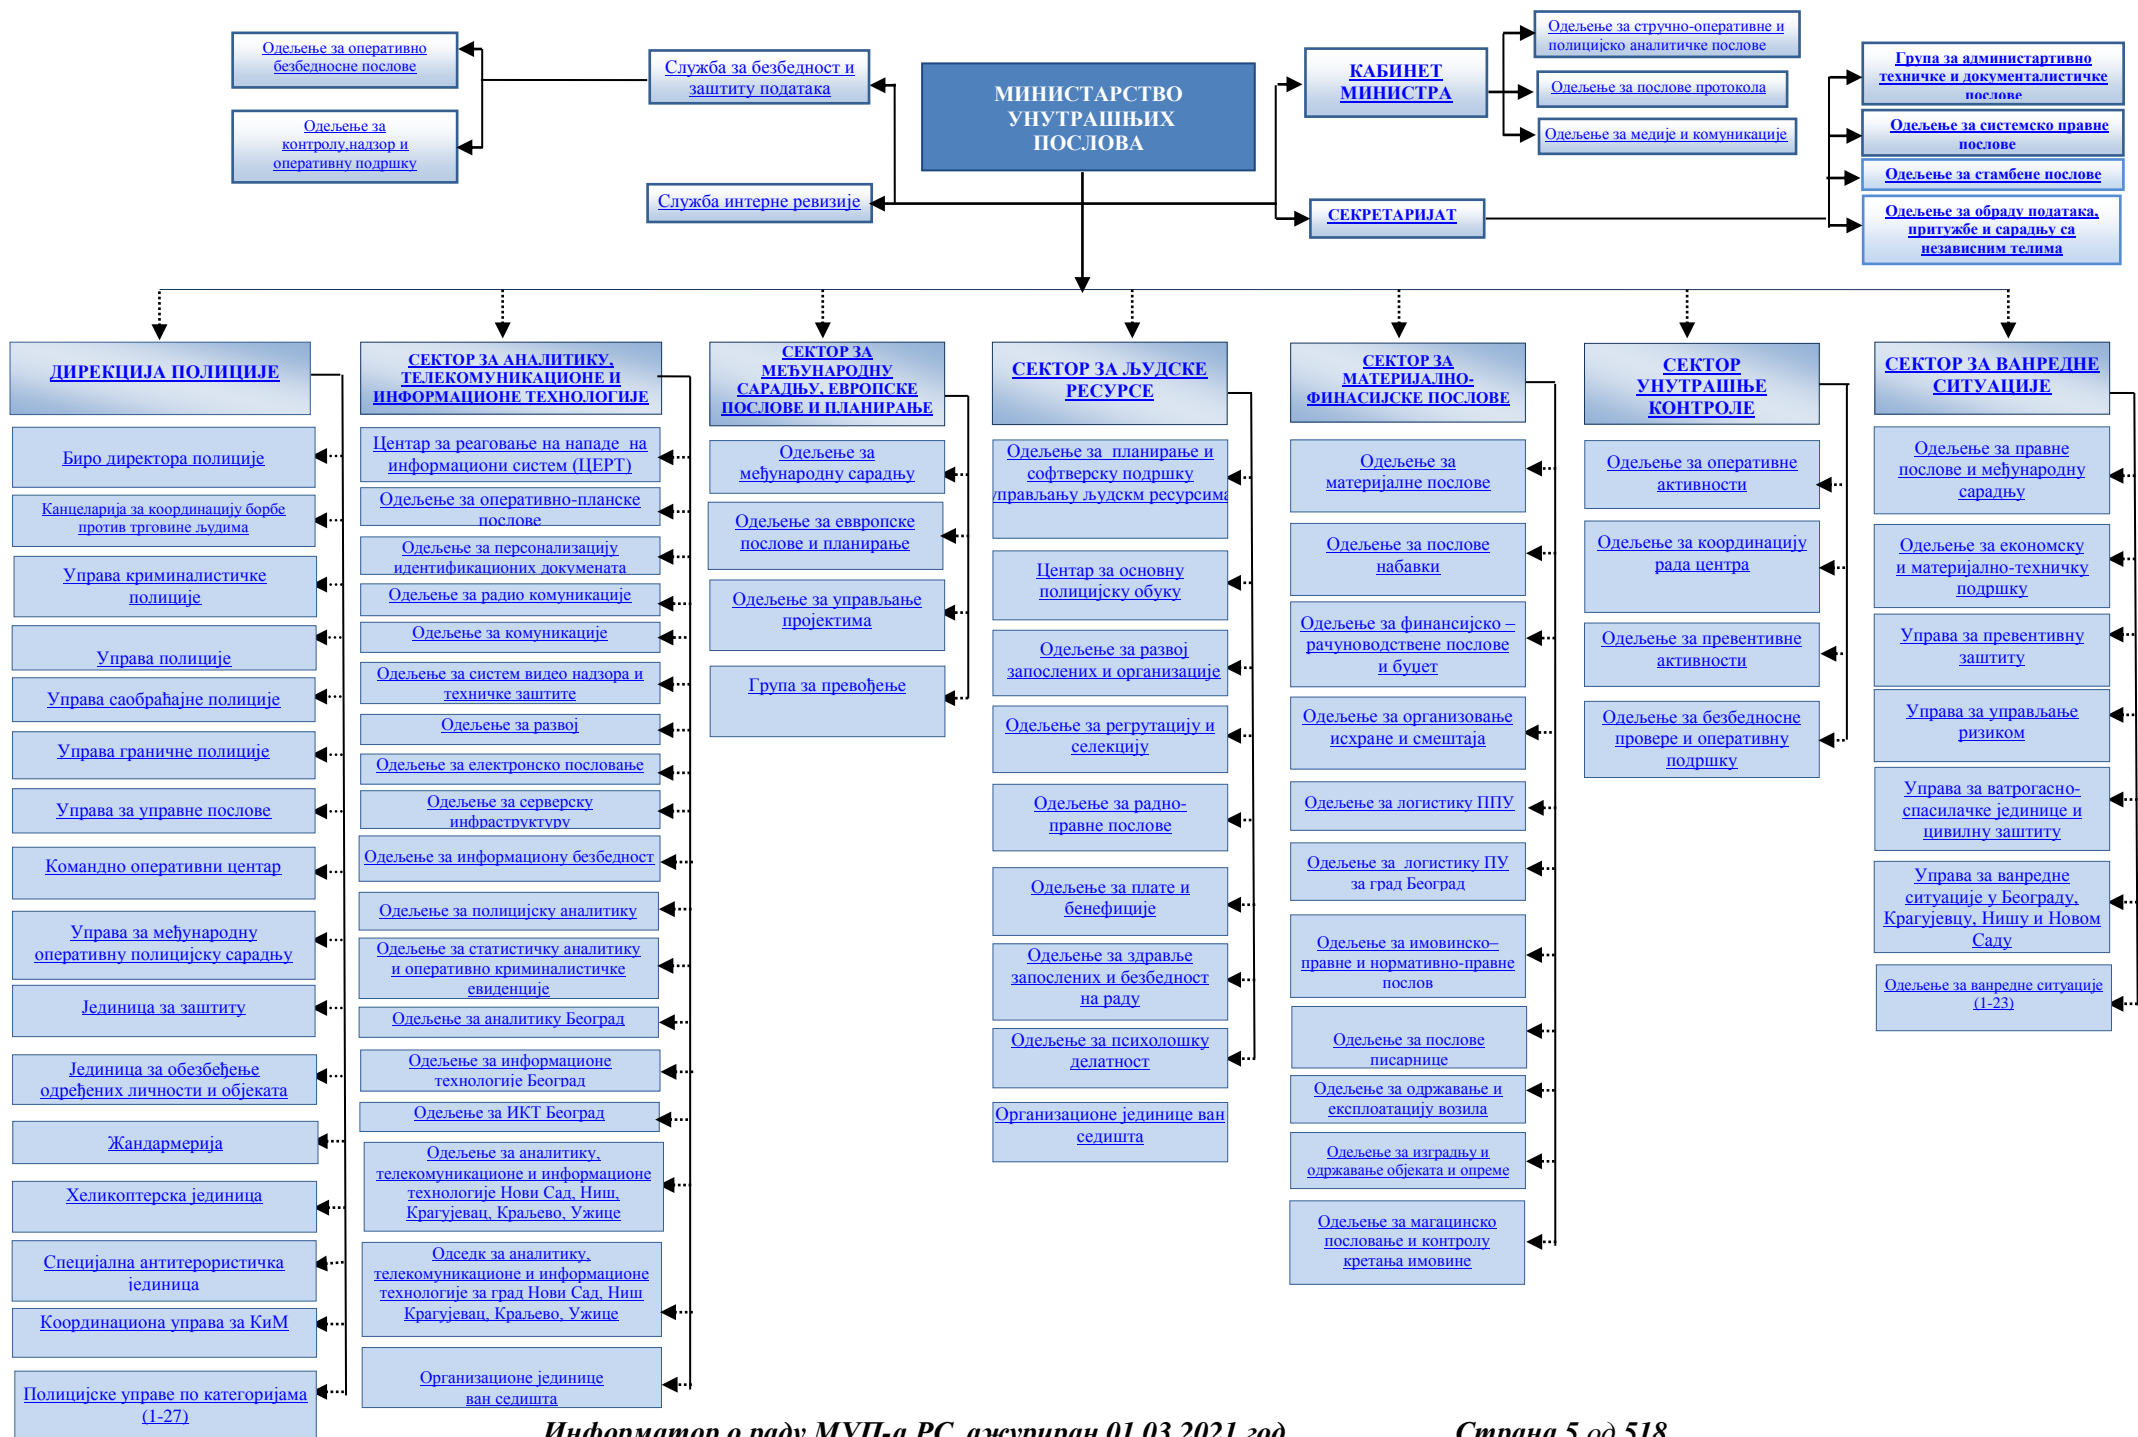 Одељење за оперативно
безбедносне послове
Одељење за
контролу,надзор и
оперативну подршку
Служба за безбедност и
заштиту података
Служба интерне ревизије
МИНИСТАРСТВО
УНУТРАШЊИХ
ПОСЛОВА
КАБИНЕТ
МИНИСТРА
СЕКРЕТАРИЈАТ
Одељење за стручно-оперативне и
полицијско аналитичке послове
Одељење за послове протокола
Одељење за медије и комуникације
Група за администартивно
техничке и документалистичке
послове
Одељење за системско правне
послове
Одељење за стамбене послове
Одељење за обраду података,
притужбе и сарадњу са
независним телима
ДИРЕКЦИЈА ПОЛИЦИЈЕ
Биро директора полиције
Канцеларија за координацију борбе
против трговине људима
Управа криминалистичке
полиције
Управа полиције
Управа саобраћајне полиције
Управа граничне полиције
Управа за управне послове
Командно оперативни центар
Управа за међународну
оперативну полицијску сарадњу
Јединица за заштиту
Јединица за обезбеђење
одређених личности и објеката
Жандармерија
Хеликоптерска јединица
Специјална антитерористичка
јединица
Координациона управа за КиМ
Полицијске управе по категоријама
(1-27)
СЕКТОР ЗА АНАЛИТИКУ,
ТЕЛЕКОМУНИКАЦИОНЕ И
ИНФОРМАЦИОНЕ ТЕХНОЛОГИЈЕ
Центар за реаговање на нападе на
информациони систем (ЦЕРТ)
Одељење за оперативно-планске
послове
Одељење за персонализацију
идентификационих докумената
Одељење за радио комуникације
Одељење за комуникације
Одељење за систем видео надзора и
техничке заштите
Одељење за развој
Одељење за електронско пословање
Одељење за серверску
инфраструктуру
Одељење за информациону безбедност
Одељење за полицијску аналитику
Одељење за статистичку аналитику
и оперативно криминалистичке
евиденције
Одељење за аналитику Београд
Одељење за информационе
технологије Београд
Одељење за ИКТ Београд
Одељење за аналитику,
телекомуникационе и информационе
технологије Нови Сад, Ниш,
Крагујевац, Краљево, Ужице
Одседк за аналитику,
телекомуникационе и информационе
технологије за град Нови Сад, Ниш
Крагујевац, Краљево, Ужице
Организационе јединице
ван седишта
СЕКТОР ЗА
МЕЂУНАРОДНУ
САРАДЊУ, ЕВРОПСКЕ
ПОСЛОВЕ И ПЛАНИРАЊЕ
Одељење за
међународну сарадњу
Одељење за еввропске
послове и планирање
Одељење за управљање
пројектима
Група за превођење
СЕКТОР ЗА ЉУДСКЕ
РЕСУРСЕ
Одељење за планирање и
софтверску подршку
управљању људскм ресурсима
Центар за основну
полицијску обуку
Одељење за развој
запослених и организације
Одељење за регрутацију и
селекцију
Одељење за радно-
правне послове
Одељење за плате и
бенефиције
Одељење за здравље
запослених и безбедност
на раду
Одељење за психолошку
делатност
Организационе јединице ван
седишта
СЕКТОР ЗА
МАТЕРИЈАЛНО-
ФИНАСИЈСКЕ ПОСЛОВЕ
Одељење за
материјалне послове
Одељење за послове
набавки
Одељење за финансијско –
рачуноводствене послове
и буџет
Одељење за организовање
исхране и смештаја
Одељење за логистику ППУ
Одељење за логистику ПУ
за град Београд
Одељење за имовинско–
правне и нормативно-правне
послов
Одељење за послове
писарнице
Одељење за одржавање и
експлоатацију возила
Одељење за изградњу и
одржавање објеката и опреме
Одељење за магацинско
пословање и контролу
кретања имовине
СЕКТОР
УНУТРАШЊЕ
КОНТРОЛЕ
Одељење за оперативне
активности
Одељење за координацију
рада центра
Одељење за превентивне
активности
Одељење за безбедносне
провере и оперативну
подршку
СЕКТОР ЗА ВАНРЕДНЕ
СИТУАЦИЈЕ
Одељење за правне
послове и међународну
сарадњу
Одељење за економску
и материјално-техничку
подршку
Управа за превентивну
заштиту
Управа за управљање
ризиком
Управа за ватрогасно-
спасилачке јединице и
цивилну заштиту
Управа за ванредне
ситуације у Београду,
Крагујевцу, Нишу и Новом
Саду
Одељење за ванредне ситуације
(1-23)
Информатор о раду МУП-а РС, ажуриран 01.03.2021.год. Страна 5 од 518